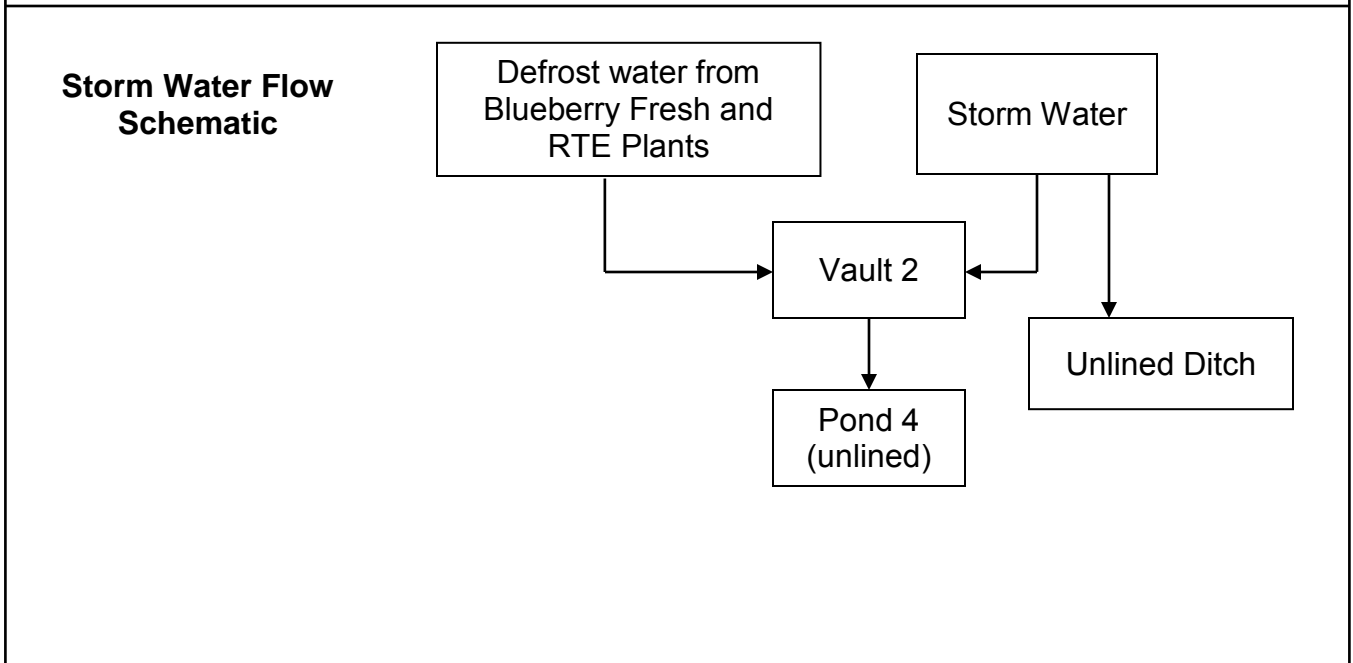 Storm Water Flow
Schematic
Defrost water from
Blueberry Fresh and
RTE Plants
Storm Water
Vault 2
Unlined Ditch
Pond 4
(unlined)